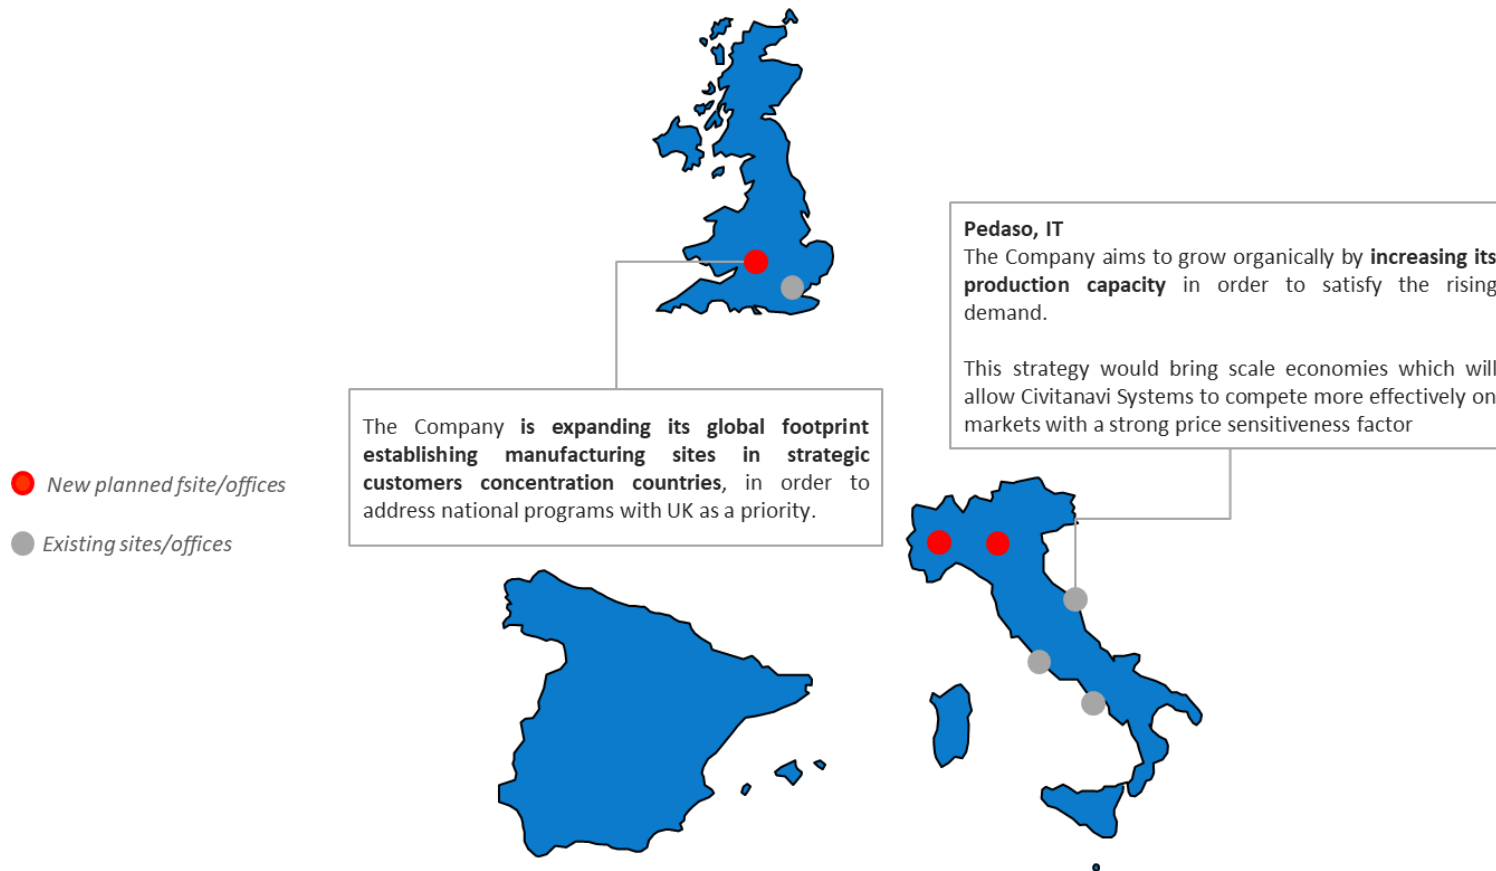 Pedaso, IT
The Company aims to grow organically by increasing its
production capacity in order to satisfy the rising
demand.
This strategy would bring scale economies which will
allow Civitanavi Systems to compete more effectively on
markets with a strong price sensitiveness factor
The Company is expanding its global footprint
establishing manufacturing sites in strategic
customers concentration countries, in order to
address national programs with UK as a priority.
New planned fsite/offices
Existing sites/offices